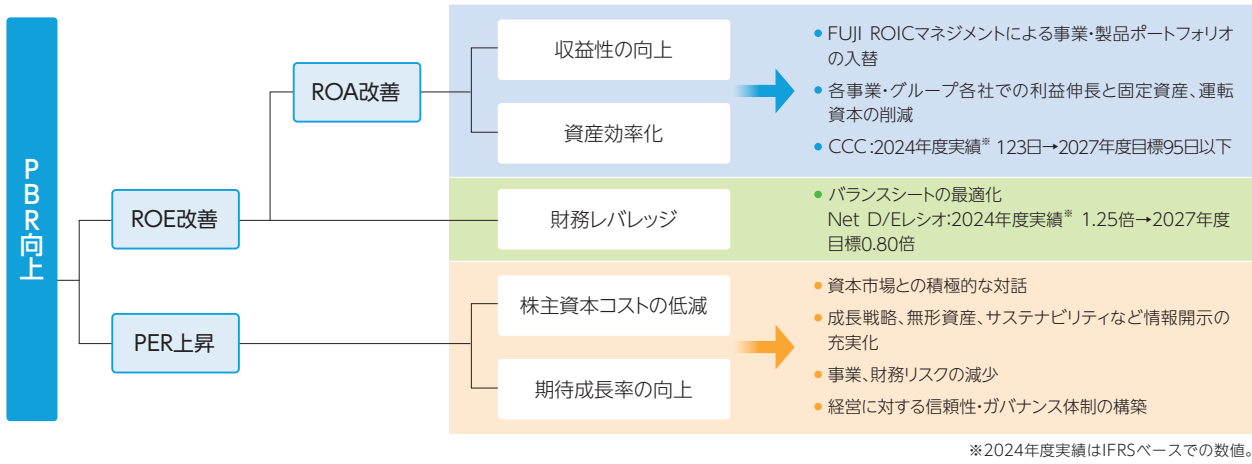 PBR向上
ROE改善
PER上昇
ROA改善
収益性の向上
資産効率化
財務レバレッジ
株主資本コストの低減
期待成長率の向上
● FUJI ROICマネジメントによる事業・製品ポートフォリオ
の入替
● 各事業・グループ各社での利益伸長と固定資産、運転
資本の削減
● CCC:2024年度実績※ 123日→2027年度目標95日以下
● バランスシートの最適化
Net D/Eレシオ:2024年度実績※ 1.25倍→2027年度
目標0.80倍
● 資本市場との積極的な対話
● 成長戦略、無形資産、サステナビリティなど情報開示の
充実化
● 事業、財務リスクの減少
● 経営に対する信頼性・ガバナンス体制の構築
※2024年度実績はIFRSベースでの数値。